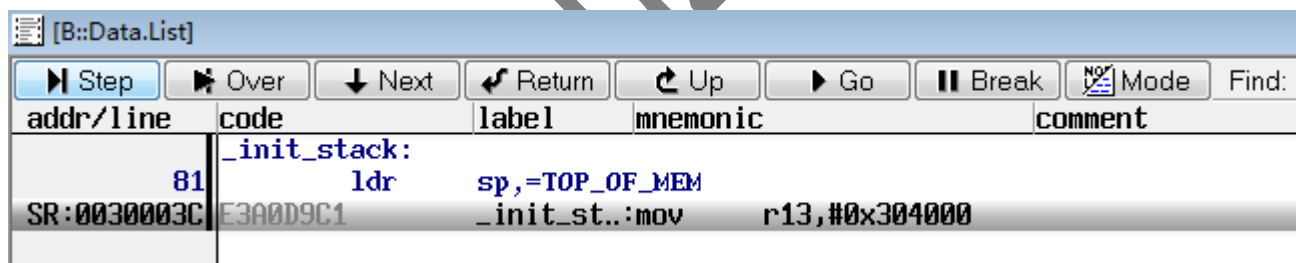 [B::Data.List]
Step Over Next Return Up Go Break Mode Find:
addr/line code label mnemonic comment
_init_stack:
81 ldr sp,=TOP_OF_MEM
SR:0030003C E3A0D9C1 _init_st..:mov r13,#0x304000